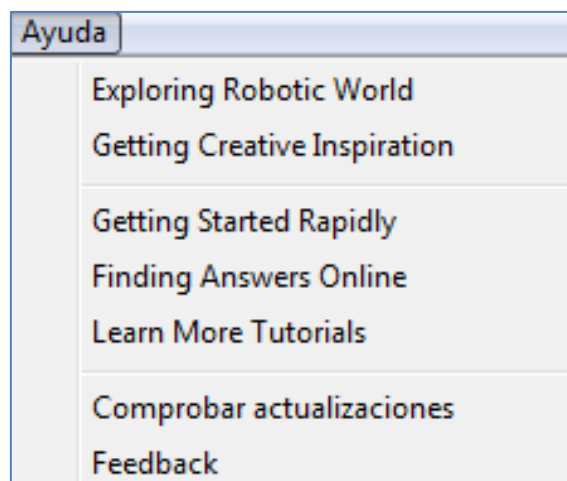 Ayuda
Exploring Robotic World
Getting Creative Inspiration
Getting Started Rapidly
Finding Answers Online
Learn More Tutorials
Comprobar actualizaciones
Feedback